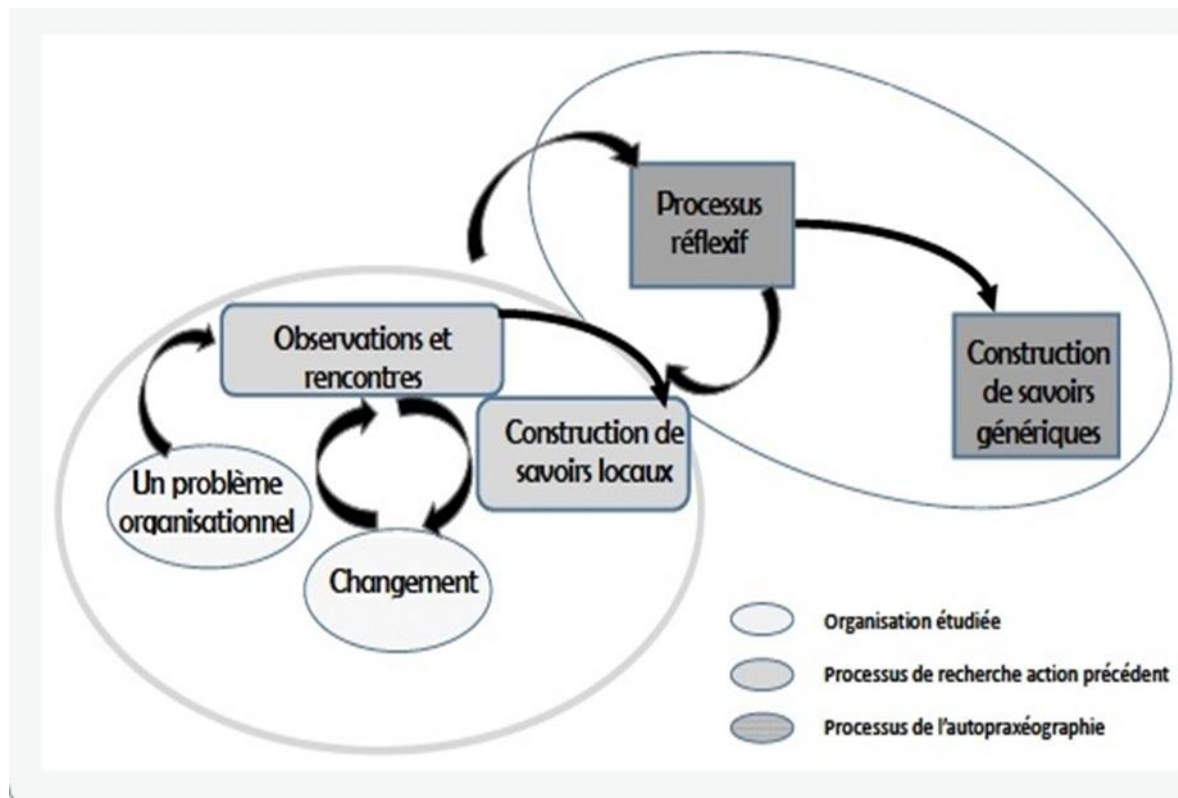 Processus
réflexif
Construction
de savoirs
génériques
Observations et
rencontres
Construction de
savoirs locaux
Un problème
organisationnel
Changement
Organisation étudiée
Processus de recherche action précédent
Processus de l'autopraxéographie